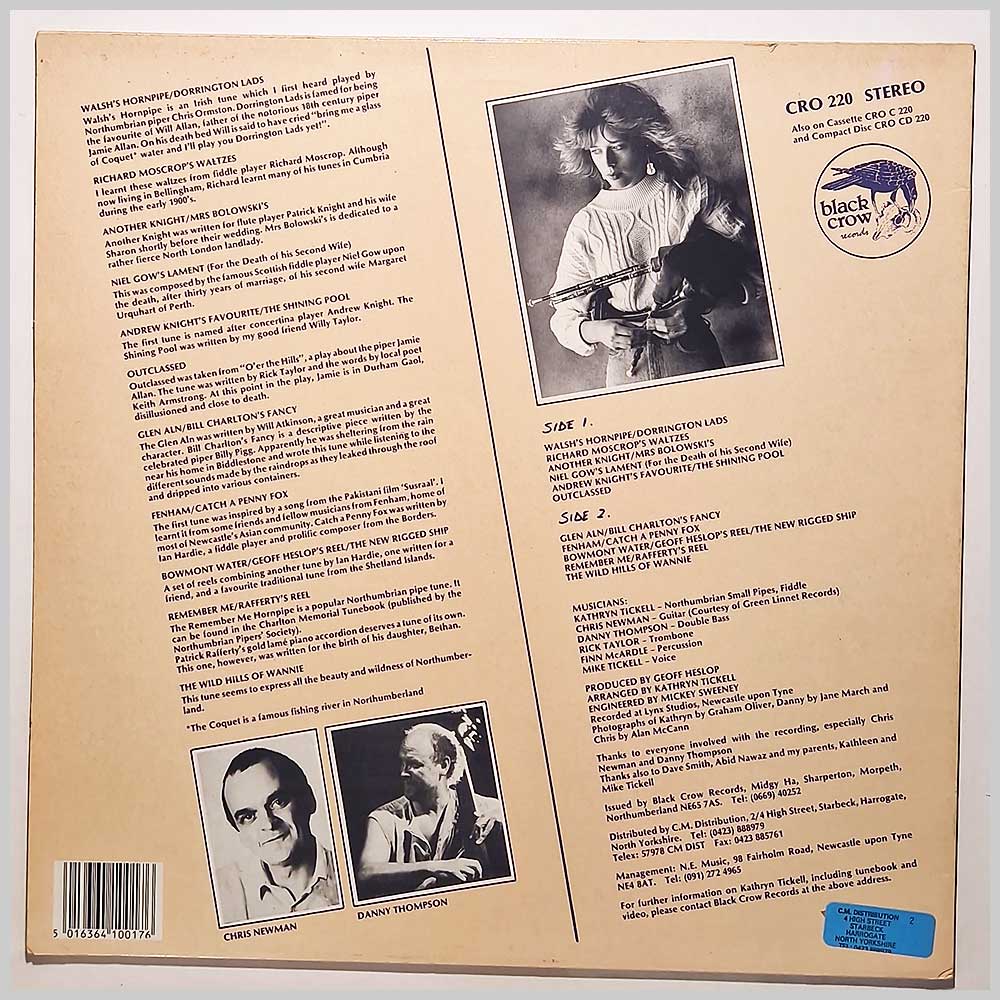 WALSH'S HORNPIPE/DORRINGTON LADS
Walsh's Hornpipe is an Irish tune which I first heard played by
Northumbrian piper Chris Ormston. Dorrington Lads is famed for being
the favourite of Will Allan, father of the notorious 18th century piper
Jamie Allan. On his death bed Will is said to have cried "bring me a glass
of Coquet* water and I'll play you Dorrington Lads yet!".
RICHARD MOSCROP'S WALTZES
I learnt these waltzes from fiddle player Richard Moscrop. Although
now living in Bellingham, Richard learnt many of his tunes in Cumbria
during the early 1900's.
ANOTHER KNIGHT/MRS BOLOWSKI'S
Another Knight was written for flute player Patrick Knight and his wife
Sharon shortly before their wedding. Mrs Bolowski's is dedicated to a
rather fierce North London landlady.
NIEL GOW'S LAMENT (For the Death of his Second Wife)
This was composed by the famous Scottish fiddle player Niel Gow upon
the death, after thirty years of marriage, of his second wife Margaret
Urquhart of Perth.
ANDREW KNIGHT'S FAVOURITE/THE SHINING POOL
The first tune is named after concertina player Andrew Knight. The
Shining Pool was written by my good friend Willy Taylor.
OUTCLASSED
Outclassed was taken from "O'er the Hills", a play about the piper Jamie
Allan. The tune was written by Rick Taylor and the words by local poet
Keith Armstrong. At this point in the play, Jamie is in Durham Gaol,
disillusioned and close to death.
GLEN ALN/BILL CHARLTON'S FANCY
The Glen Aln was written by Will Atkinson, a great musician and a great
character. Bill Charlton's Fancy is a descriptive piece written by the
celebrated piper Billy Pigg. Apparently he was sheltering from the rain
near his home in Biddlestone and wrote this tune while listening to the
different sounds made by the raindrops as they leaked through the roof
and dripped into various containers.
FENHAM/CATCH A PENNY FOX
The first tune was inspired by a song from the Pakistani film 'Susraal'. I
learnt it from some friends and fellow musicians from Fenham, home of
most of Newcastle's Asian community. Catch a Penny Fox was written by
Ian Hardie, a fiddle player and prolific composer from the Borders.
BOWMONT WATER/GEOFF HESLOP'S REEL/THE NEW RIGGED SHIP
A set of reels combining another tune by Ian Hardie, one written for a
friend, and a favourite traditional tune from the Shetland Islands.
REMEMBER ME/RAFFERTY'S REEL
The Remember Me Hornpipe is a popular Northumbrian pipe tune. It
can be found in the Charlton Memorial Tunebook (published by the
Northumbrian Pipers' Society).
Patrick Rafferty's gold lamé piano accordion deserves a tune of its own.
This one, however, was written for the birth of his daughter, Bethan.
THE WILD HILLS OF WANNIE
This tune seems to express all the beauty and wildness of Northumber-
land.
*The Coquet is a famous fishing river in Northumberland
CHRIS NEWMAN
DANNY THOMPSON
5 016364 100176
CRO 220 STEREO
Also on Cassette CRO C 220
and Compact Disc CRO CD 220
black
crow
records
SIDE 1.
WALSH'S HORNPIPE/DORRINGTON LADS
RICHARD MOSCROP'S WALTZES
ANOTHER KNIGHT/MRS BOLOWSKI'S
NIEL GOW'S LAMENT (For the Death of his Second Wife)
ANDREW KNIGHT'S FAVOURITE/THE SHINING POOL
OUTCLASSED
SIDE 2.
GLEN ALN/BILL CHARLTON'S FANCY
FENHAM/CATCH A PENNY FOX
BOWMONT WATER/GEOFF HESLOP'S REEL/THE NEW RIGGED SHIP
REMEMBER ME/RAFFERTY'S REEL
THE WILD HILLS OF WANNIE
MUSICIANS:
KATHRYN TICKELL – Northumbrian Small Pipes, Fiddle
CHRIS NEWMAN – Guitar (Courtesy of Green Linnet Records)
DANNY THOMPSON – Double Bass
RICK TAYLOR – Trombone
FINN McARDLE – Percussion
MIKE TICKELL – Voice
PRODUCED BY GEOFF HESLOP
ARRANGED BY KATHRYN TICKELL
ENGINEERED BY MICKEY SWEENEY
Recorded at Lynx Studios, Newcastle upon Tyne
Photographs of Kathryn by Graham Oliver, Danny by Jane March and
Chris by Alan McCann
Thanks to everyone involved with the recording, especially Chris
Newman and Danny Thompson
Thanks also to Dave Smith, Abid Nawaz and my parents, Kathleen and
Mike Tickell
Issued by Black Crow Records, Midgy Ha, Sharperton, Morpeth,
Northumberland NE65 7AS. Tel: (0669) 40252
Distributed by C.M. Distribution, 2/4 High Street, Starbeck, Harrogate,
North Yorkshire. Tel: (0423) 888979
Telex: 57978 CM DIST Fax: 0423 885761
Management: N.E. Music, 98 Fairholm Road, Newcastle upon Tyne
NE4 8AT. Tel: (091) 272 4965
For further information on Kathryn Tickell, including tunebook and
video, please contact Black Crow Records at the above address.
C.M. DISTRIBUTION 2
4 HIGH STREET
STARBECK
HARROGATE
NORTH YORKSHIRE
TEL: 0423 888979